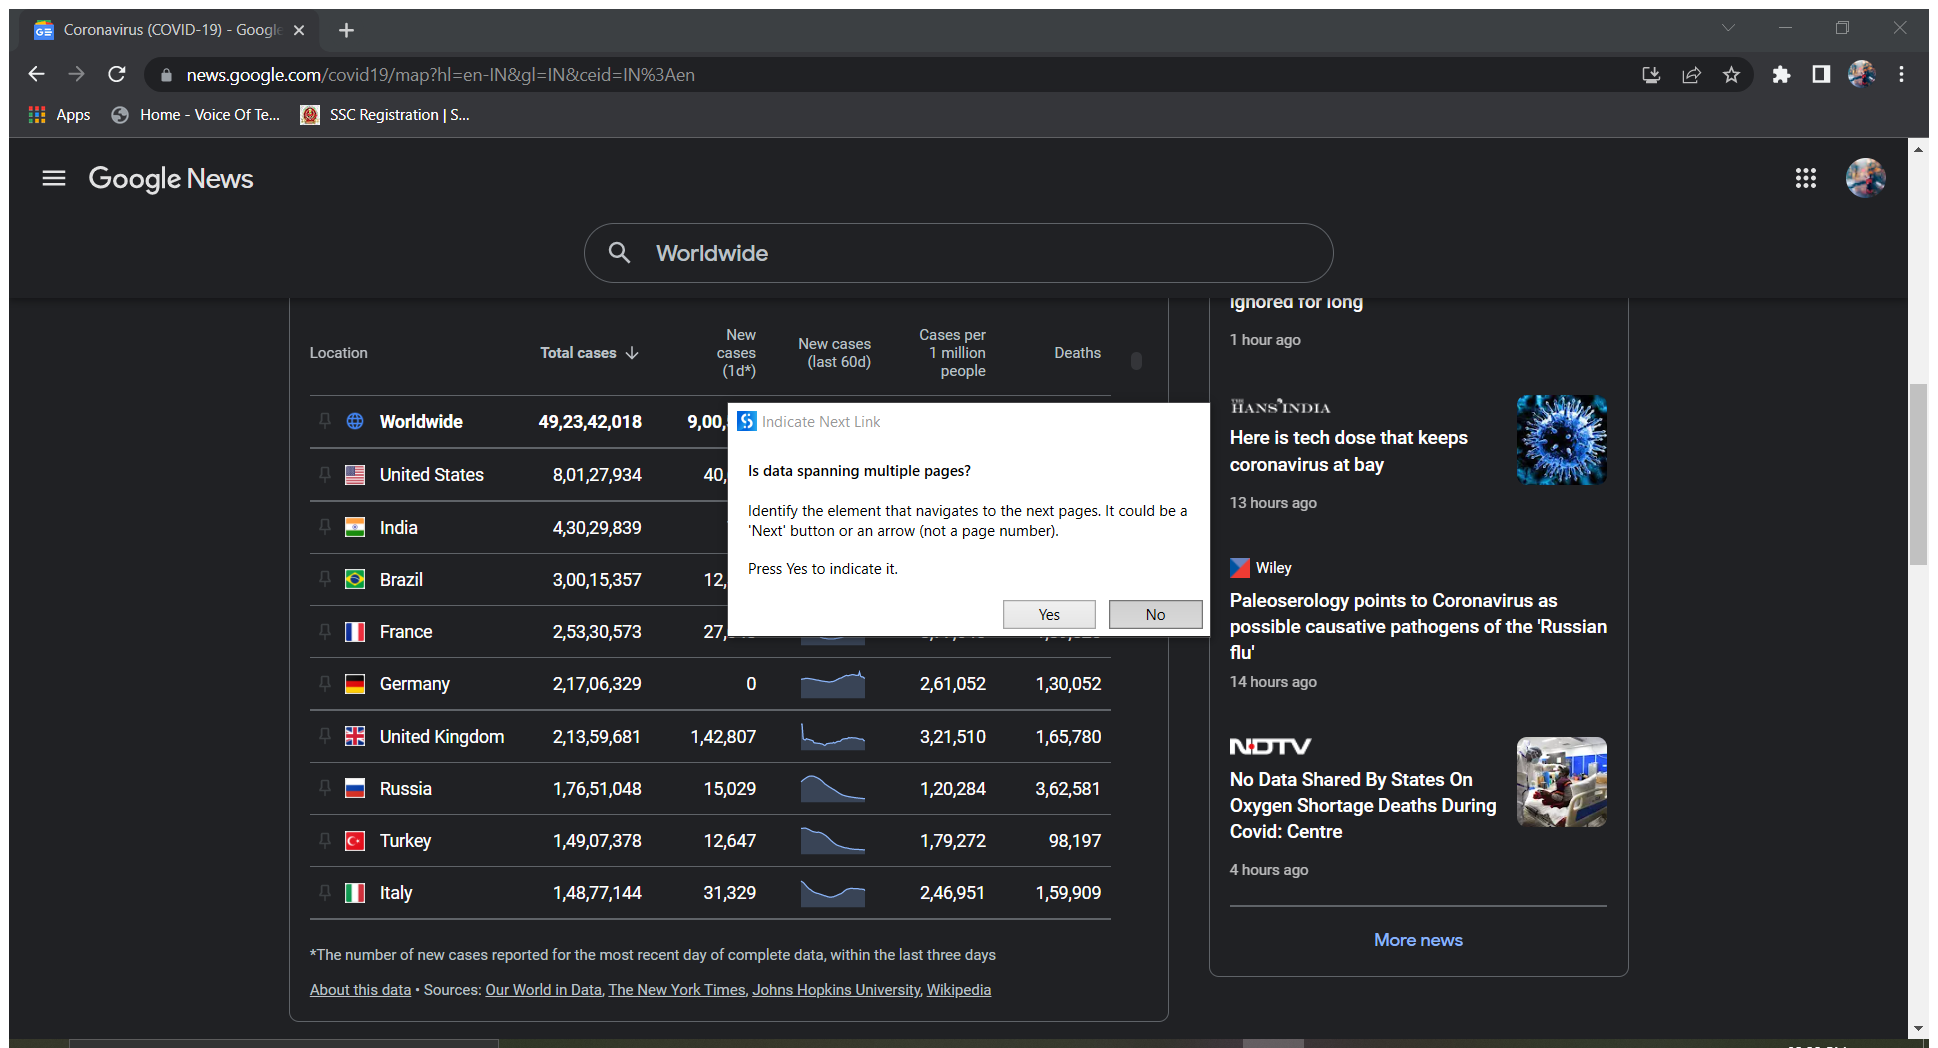 Coronavirus (COVID-19) - Google
news.google.com/covid19/map?hl=en-IN&gl=IN&ceid=IN%3Aen
Apps Home - Voice Of Te... SSC Registration | S...
Google News
Worldwide
Location Total cases New cases (1d*) New cases (last 60d) Cases per 1 million people Deaths
Worldwide 49,23,42,018 9,00,
United States 8,01,27,934 40,
India 4,30,29,839
Brazil 3,00,15,357 12,
France 2,53,30,573 27,
Germany 2,17,06,329 0 2,61,052 1,30,052
United Kingdom 2,13,59,681 1,42,807 3,21,510 1,65,780
Russia 1,76,51,048 15,029 1,20,284 3,62,581
Turkey 1,49,07,378 12,647 1,79,272 98,197
Italy 1,48,77,144 31,329 2,46,951 1,59,909
*The number of new cases reported for the most recent day of complete data, within the last three days
About this data • Sources: Our World in Data, The New York Times, Johns Hopkins University, Wikipedia
Indicate Next Link
Is data spanning multiple pages?
Identify the element that navigates to the next pages. It could be a
'Next' button or an arrow (not a page number).
Press Yes to indicate it.
Yes No
ignored for long
1 hour ago
THE HANS INDIA
Here is tech dose that keeps
coronavirus at bay
13 hours ago
Wiley
Paleoserology points to Coronavirus as
possible causative pathogens of the 'Russian
flu'
14 hours ago
NDTV
No Data Shared By States On
Oxygen Shortage Deaths During
Covid: Centre
4 hours ago
More news